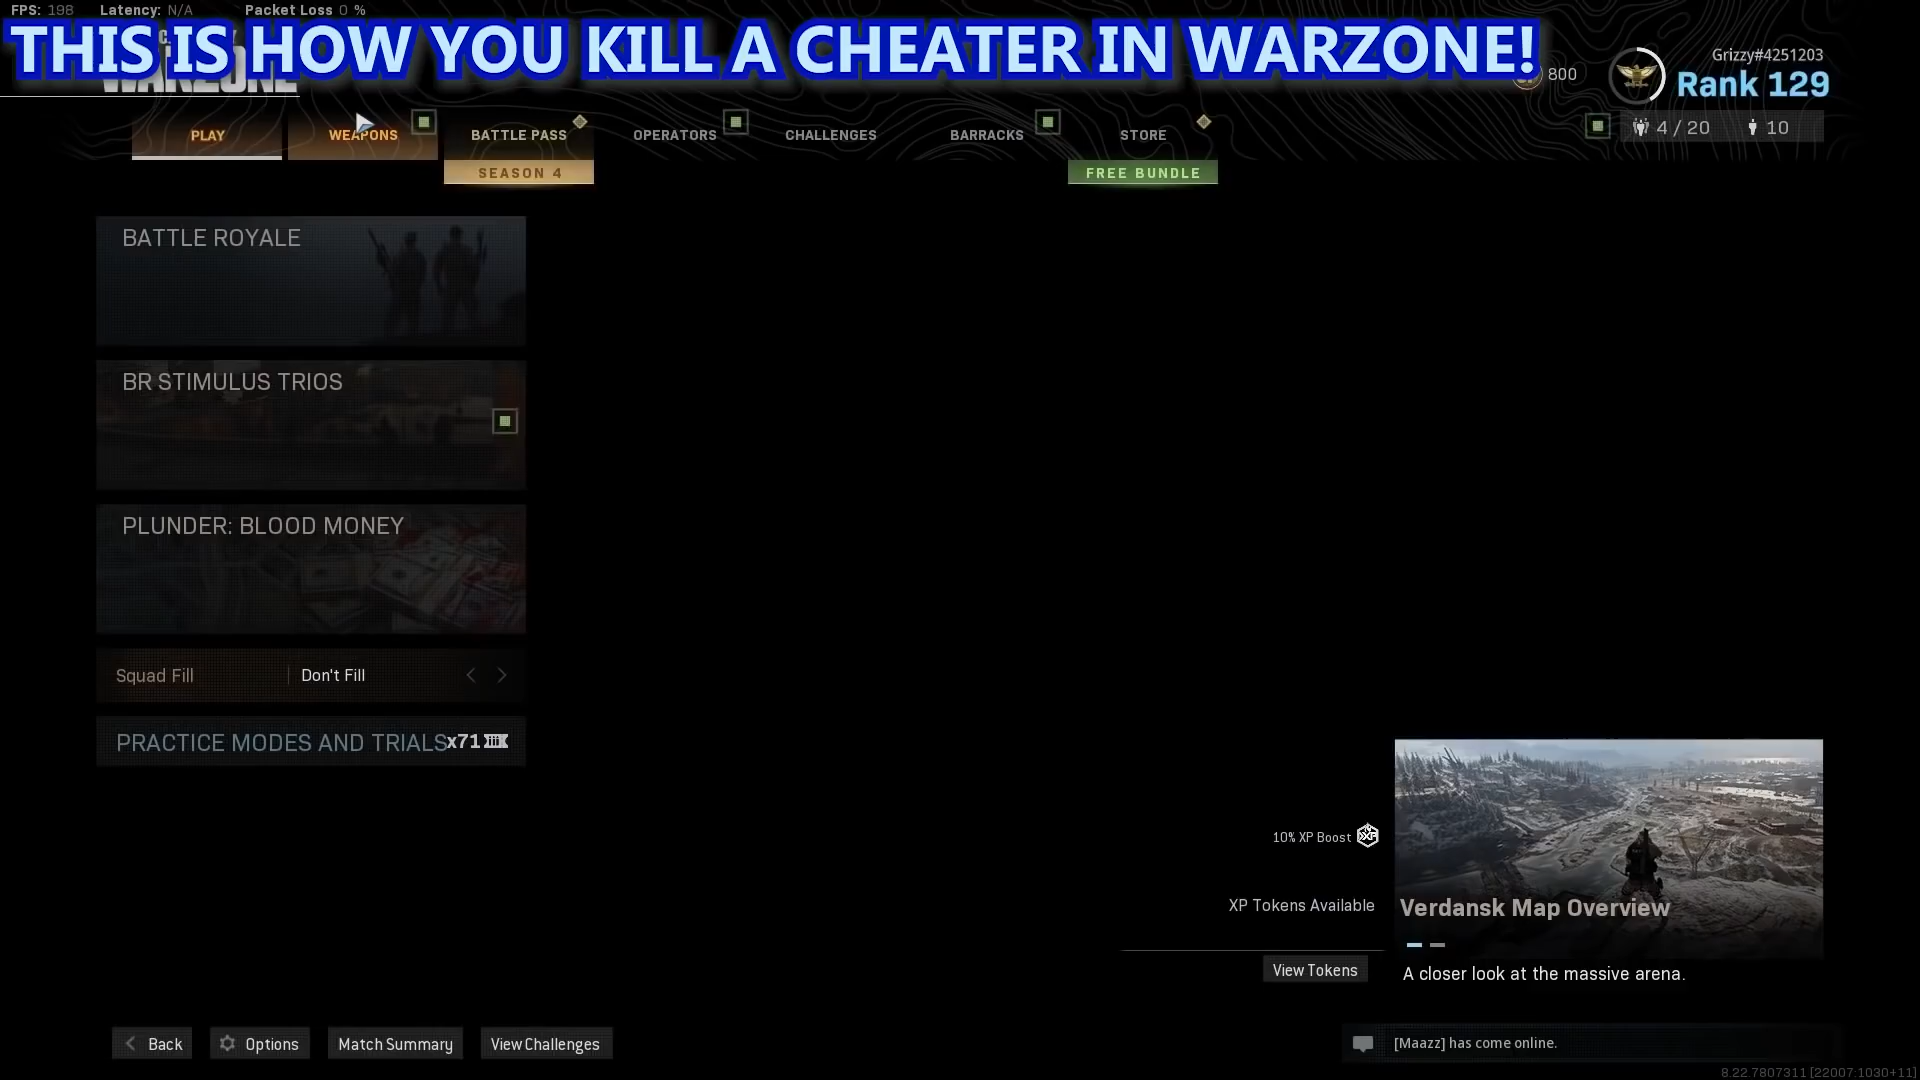 FPS: 198 Latency: N/A Packet Loss 0 %
THIS IS HOW YOU KILL A CHEATER IN WARZONE!
WARZONE
800
Grizzy#4251203
Rank 129
4 / 20 10
PLAY WEAPONS BATTLE PASS OPERATORS CHALLENGES BARRACKS STORE
SEASON 4 FREE BUNDLE
BATTLE ROYALE
BR STIMULUS TRIOS
PLUNDER: BLOOD MONEY
Squad Fill Don't Fill
PRACTICE MODES AND TRIALS x71
10% XP Boost
XP Tokens Available
View Tokens
Verdansk Map Overview
A closer look at the massive arena.
Back Options Match Summary View Challenges
[Maazz] has come online.
8.22.7807311 [22007:1030+11]